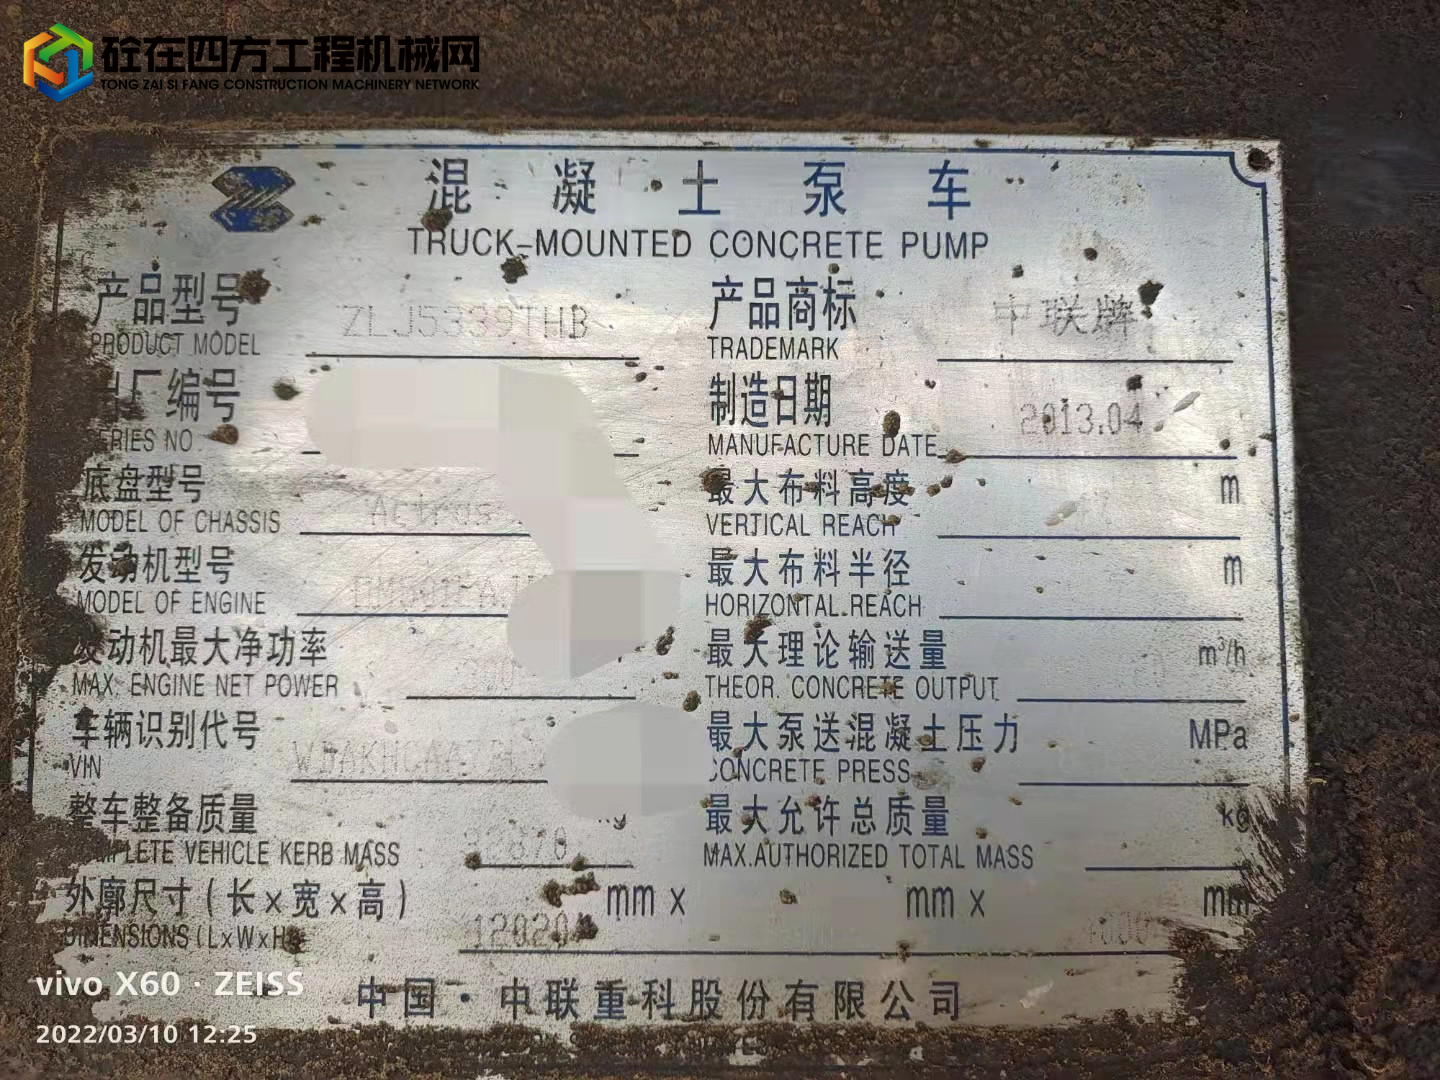 砼在四方工程机械网
TONG ZAI SI FANG CONSTRUCTION MACHINERY NETWORK
混凝土泵车
TRUCK-MOUNTED CONCRETE PUMP
产品型号 ZLJ5339THB 产品商标 中联牌
PRODUCT MODEL TRADEMARK
厂编号 制造日期 2013.04
NO. MANUFACTURE DATE
底盘型号 Actros 最大布料高度 m
MODEL OF CHASSIS VERTICAL REACH
发动机型号 最大布料半径 m
MODEL OF ENGINE HORIZONTAL REACH
发动机最大净功率 最大理论输送量 m³/h
MAX. ENGINE NET POWER THEOR. CONCRETE OUTPUT
车辆识别代号 最大泵送混凝土压力 MPa
VIN CONCRETE PRESS
整车整备质量 kg 最大允许总质量 kg
VEHICLE KERB MASS MAX.AUTHORIZED TOTAL MASS
外廓尺寸(长×宽×高) mm x mm x mm
DIMENSIONS (LxWxH) 12020
中国·中联重科股份有限公司
vivo X60 · ZEISS
2022/03/10 12:25